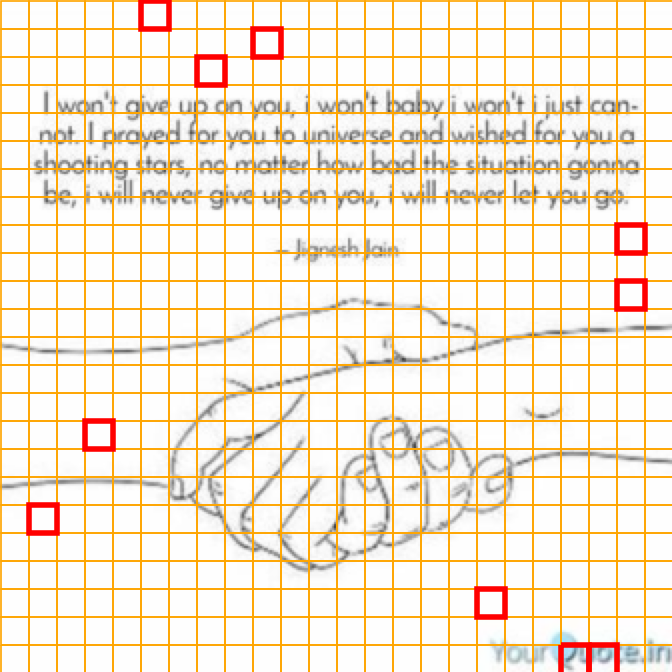 I won't give up on you, i won't baby i won't i just can-
not. I prayed for you to universe and wished for you a
shooting stars, no matter how bad the situation gonna
be, i will never give up on you, i will never let you go.
-- Jignesh Jain
YourQuote.in